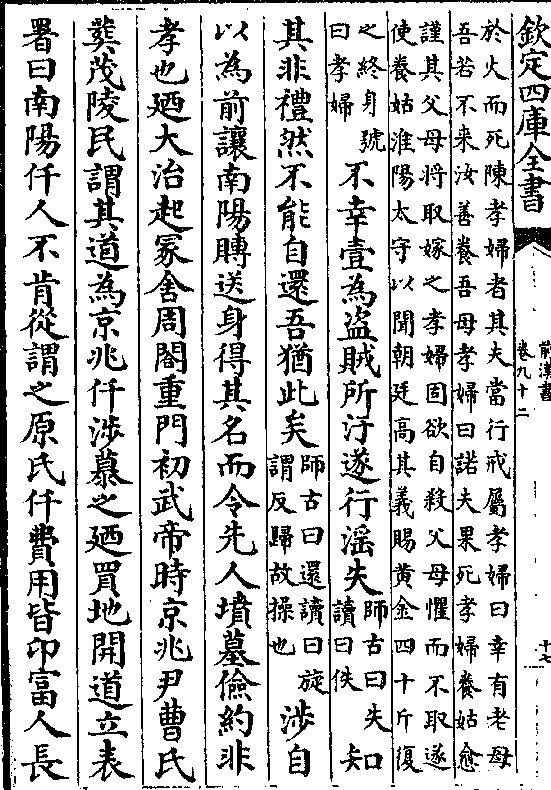 欽定四庫全書
前漢書
卷九十二
十七
於火而死陳孝婦者其夫當行戒屬孝婦曰幸有老母
吾若不来汝善養吾母孝婦曰諾夫果死孝婦養姑愈
謹其父母将取嫁之孝婦固欲自殺父母懼而不取遂
使養姑淮陽太守以聞朝廷高其義賜黄金四十斤復
之終身號
曰孝婦
不幸壹為盗賊所汙遂行滛失
師古曰失
讀曰佚
知
其非禮然不能自還吾猶此矣
師古曰還讀曰旋
謂反歸故操也
涉自
以為前讓南陽賻送身得其名而令先人墳墓儉約非
孝也廼大治起冢舍周閣重門初武帝時京兆尹曹氏
葬茂陵民謂其道為京兆仟涉慕之廼買地開道立表
署曰南陽仟人不肯從謂之原氏仟費用皆卬富人長